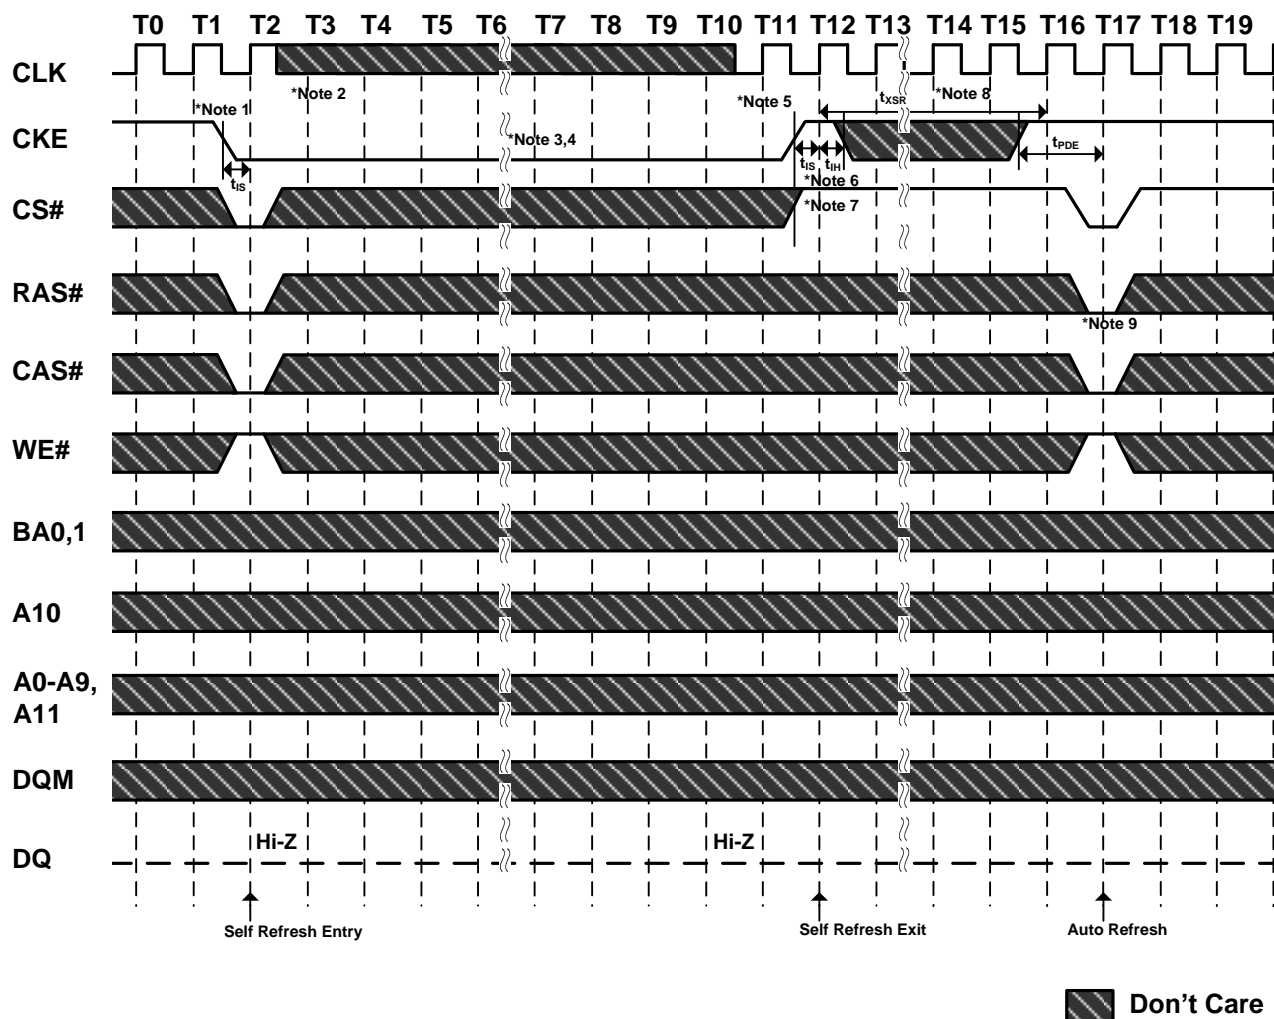 T0 T1 T2 T3 T4 T5 T6 T7 T8 T9 T10 T11 T12 T13 T14 T15 T16 T17 T18 T19
CLK
*Note 1
*Note 2
*Note 5
tXSR
*Note 8
CKE
*Note 3,4
tIS
tIS
tIH
tPDE
*Note 6
CS#
*Note 7
RAS#
*Note 9
CAS#
WE#
BA0,1
A10
A0-A9,
A11
DQM
Hi-Z
Hi-Z
DQ
Self Refresh Entry
Self Refresh Exit
Auto Refresh
Don't Care